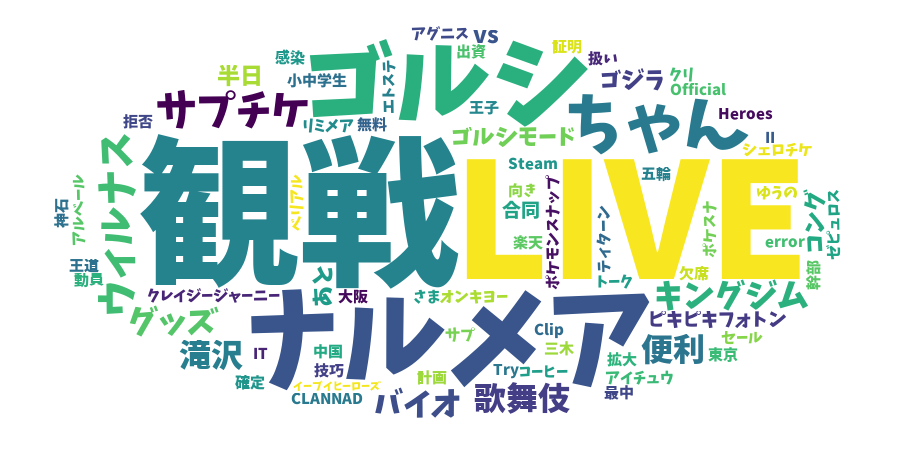 アグニス
VS
感染
ゴルシ
出資
証明
扱い
半日
小中学生
エトステ
ゴジラ
クリ
Official
サプチケ
王子
ちゃん
Heroes
拒否
リミメア
無料
ゴルシモード
II
シェロチケ
観戦
LIVE
Steam
五輪
ウイルナス
ベリアル
向き
ポケモンスナップ
ゆうの
神石
アルベール
合同
テイターン
ポケスナ
コング
ゼピュロス
楽天
error
王道
動員
あと
トーク
欠席
幹部
クレイジージャーニー
大阪
さま
オンキヨー
キングジム
グッズ
ナルメア
ピキピキフォトン
サプ
Clip
セール
滝沢
IT
中国
三木
拡大
便利
東京
確定
技巧
計画
Try
コーヒー
アイチュウ
イーブイヒーローズ
CLANNAD
バイオ
歌舞伎
最中